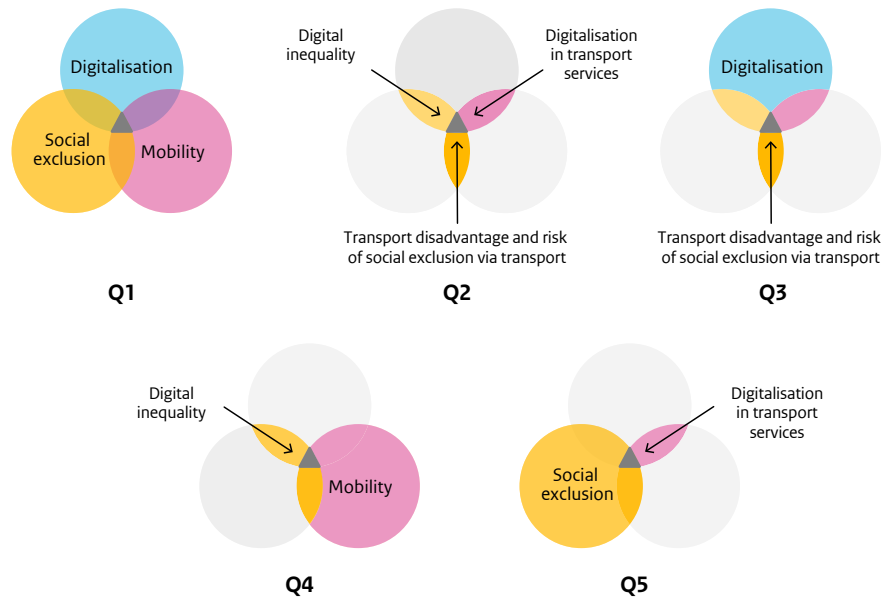 Digitalisation
Social
exclusion
Mobility
Q1
Digital
inequality
Digitalisation
in transport
services
Transport disadvantage and risk
of social exclusion via transport
Q2
Digitalisation
Transport disadvantage and risk
of social exclusion via transport
Q3
Digital
inequality
Mobility
Q4
Digitalisation
in transport
services
Social
exclusion
Q5